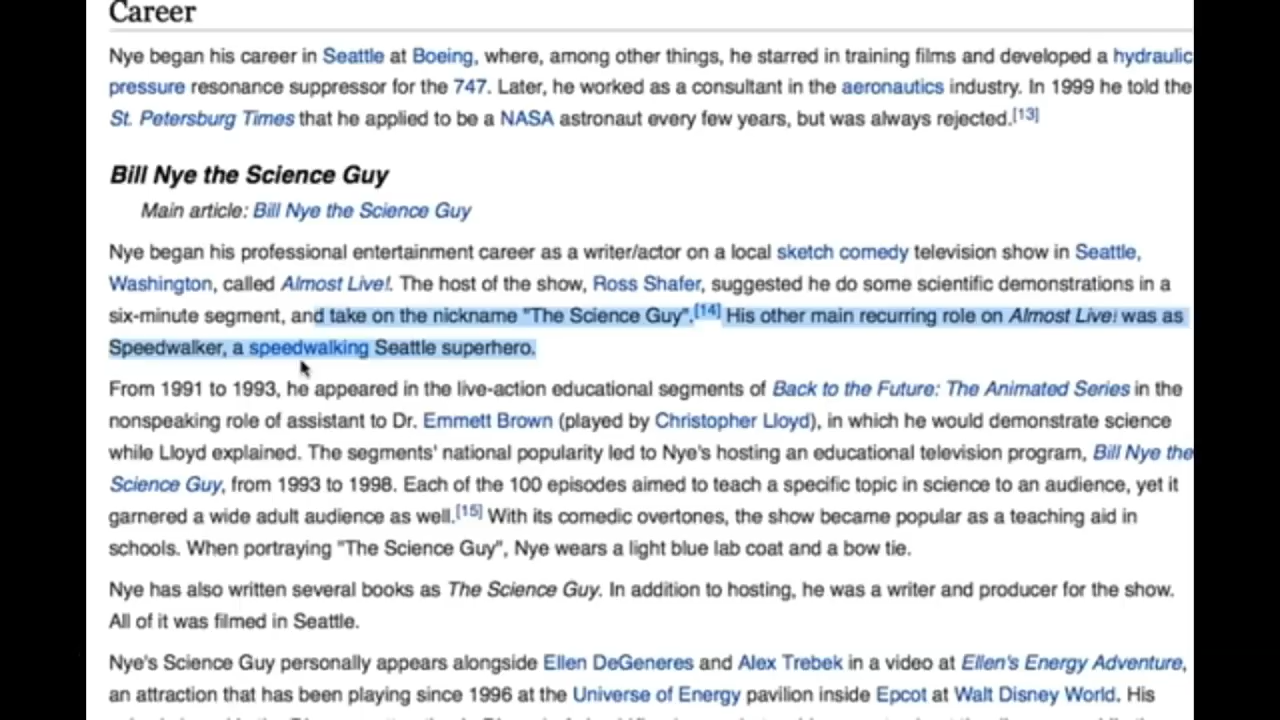 Career
Nye began his career in Seattle at Boeing, where, among other things, he starred in training films and developed a hydraulic
pressure resonance suppressor for the 747. Later, he worked as a consultant in the aeronautics industry. In 1999 he told the
St. Petersburg Times that he applied to be a NASA astronaut every few years, but was always rejected.[13]
Bill Nye the Science Guy
Main article: Bill Nye the Science Guy
Nye began his professional entertainment career as a writer/actor on a local sketch comedy television show in Seattle,
Washington, called Almost Live!. The host of the show, Ross Shafer, suggested he do some scientific demonstrations in a
six-minute segment, and take on the nickname "The Science Guy".[14] His other main recurring role on Almost Live! was as
Speedwalker, a speedwalking Seattle superhero.
From 1991 to 1993, he appeared in the live-action educational segments of Back to the Future: The Animated Series in the
nonspeaking role of assistant to Dr. Emmett Brown (played by Christopher Lloyd), in which he would demonstrate science
while Lloyd explained. The segments' national popularity led to Nye's hosting an educational television program, Bill Nye the
Science Guy, from 1993 to 1998. Each of the 100 episodes aimed to teach a specific topic in science to an audience, yet it
garnered a wide adult audience as well.[15] With its comedic overtones, the show became popular as a teaching aid in
schools. When portraying "The Science Guy", Nye wears a light blue lab coat and a bow tie.
Nye has also written several books as The Science Guy. In addition to hosting, he was a writer and producer for the show.
All of it was filmed in Seattle.
Nye's Science Guy personally appears alongside Ellen DeGeneres and Alex Trebek in a video at Ellen's Energy Adventure,
an attraction that has been playing since 1996 at the Universe of Energy pavilion inside Epcot at Walt Disney World. His